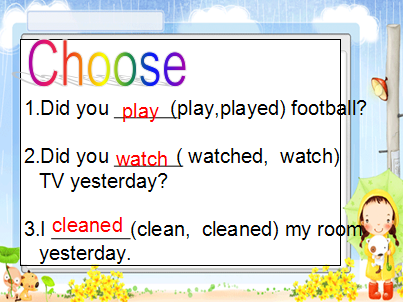 Choose
1.Did you play (play,played) football?
2.Did you watch ( watched, watch)
TV yesterday?
3.I cleaned (clean, cleaned) my room
yesterday.